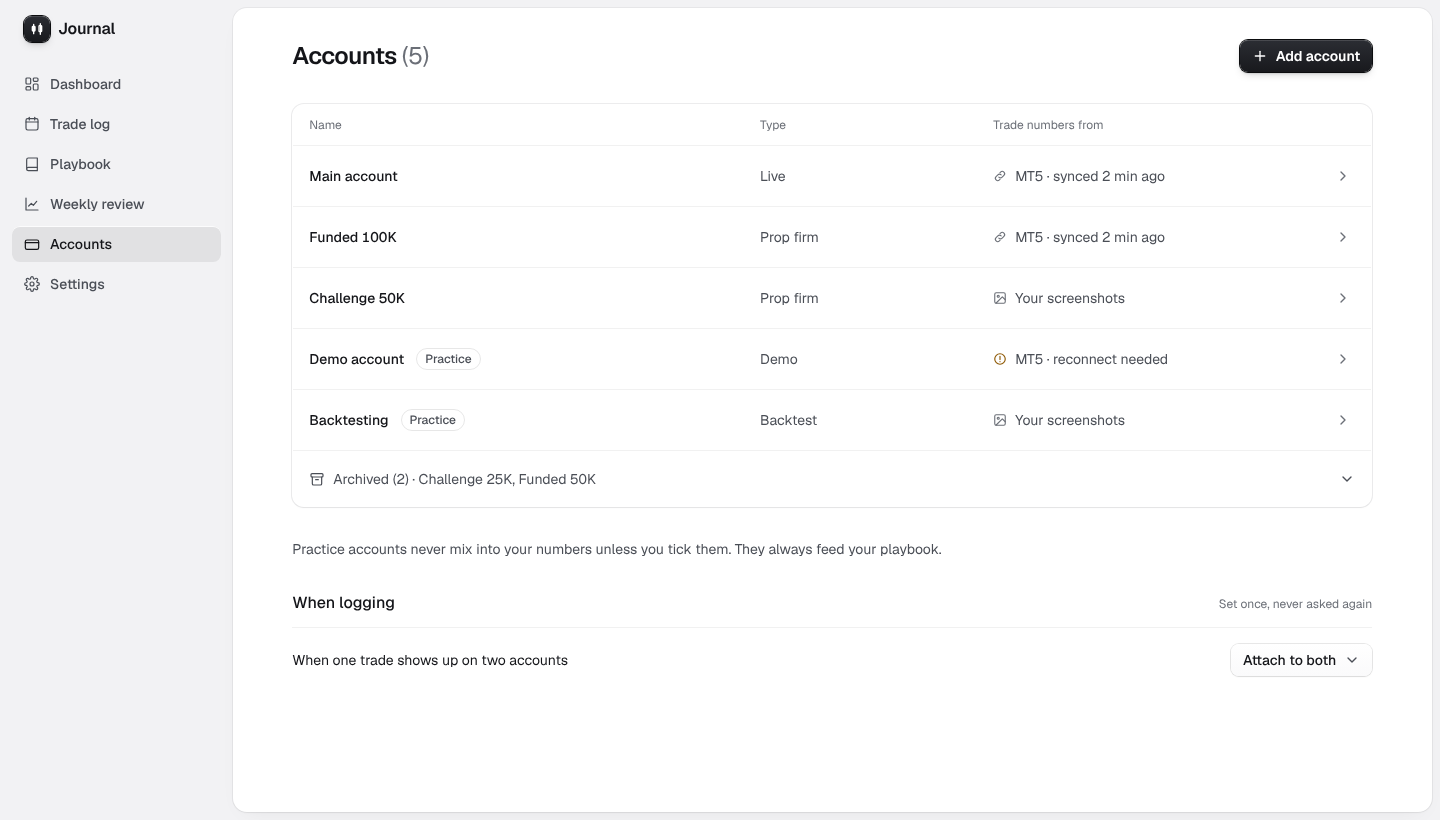 Journal
Dashboard
Trade log
Playbook
Weekly review
Accounts
Settings
Accounts (5)
Add account
Name Type Trade numbers from
Main account Live MT5 · synced 2 min ago
Funded 100K Prop firm MT5 · synced 2 min ago
Challenge 50K Prop firm Your screenshots
Demo account Practice Demo MT5 · reconnect needed
Backtesting Practice Backtest Your screenshots
Archived (2) · Challenge 25K, Funded 50K
Practice accounts never mix into your numbers unless you tick them. They always feed your playbook.
When logging Set once, never asked again
When one trade shows up on two accounts Attach to both